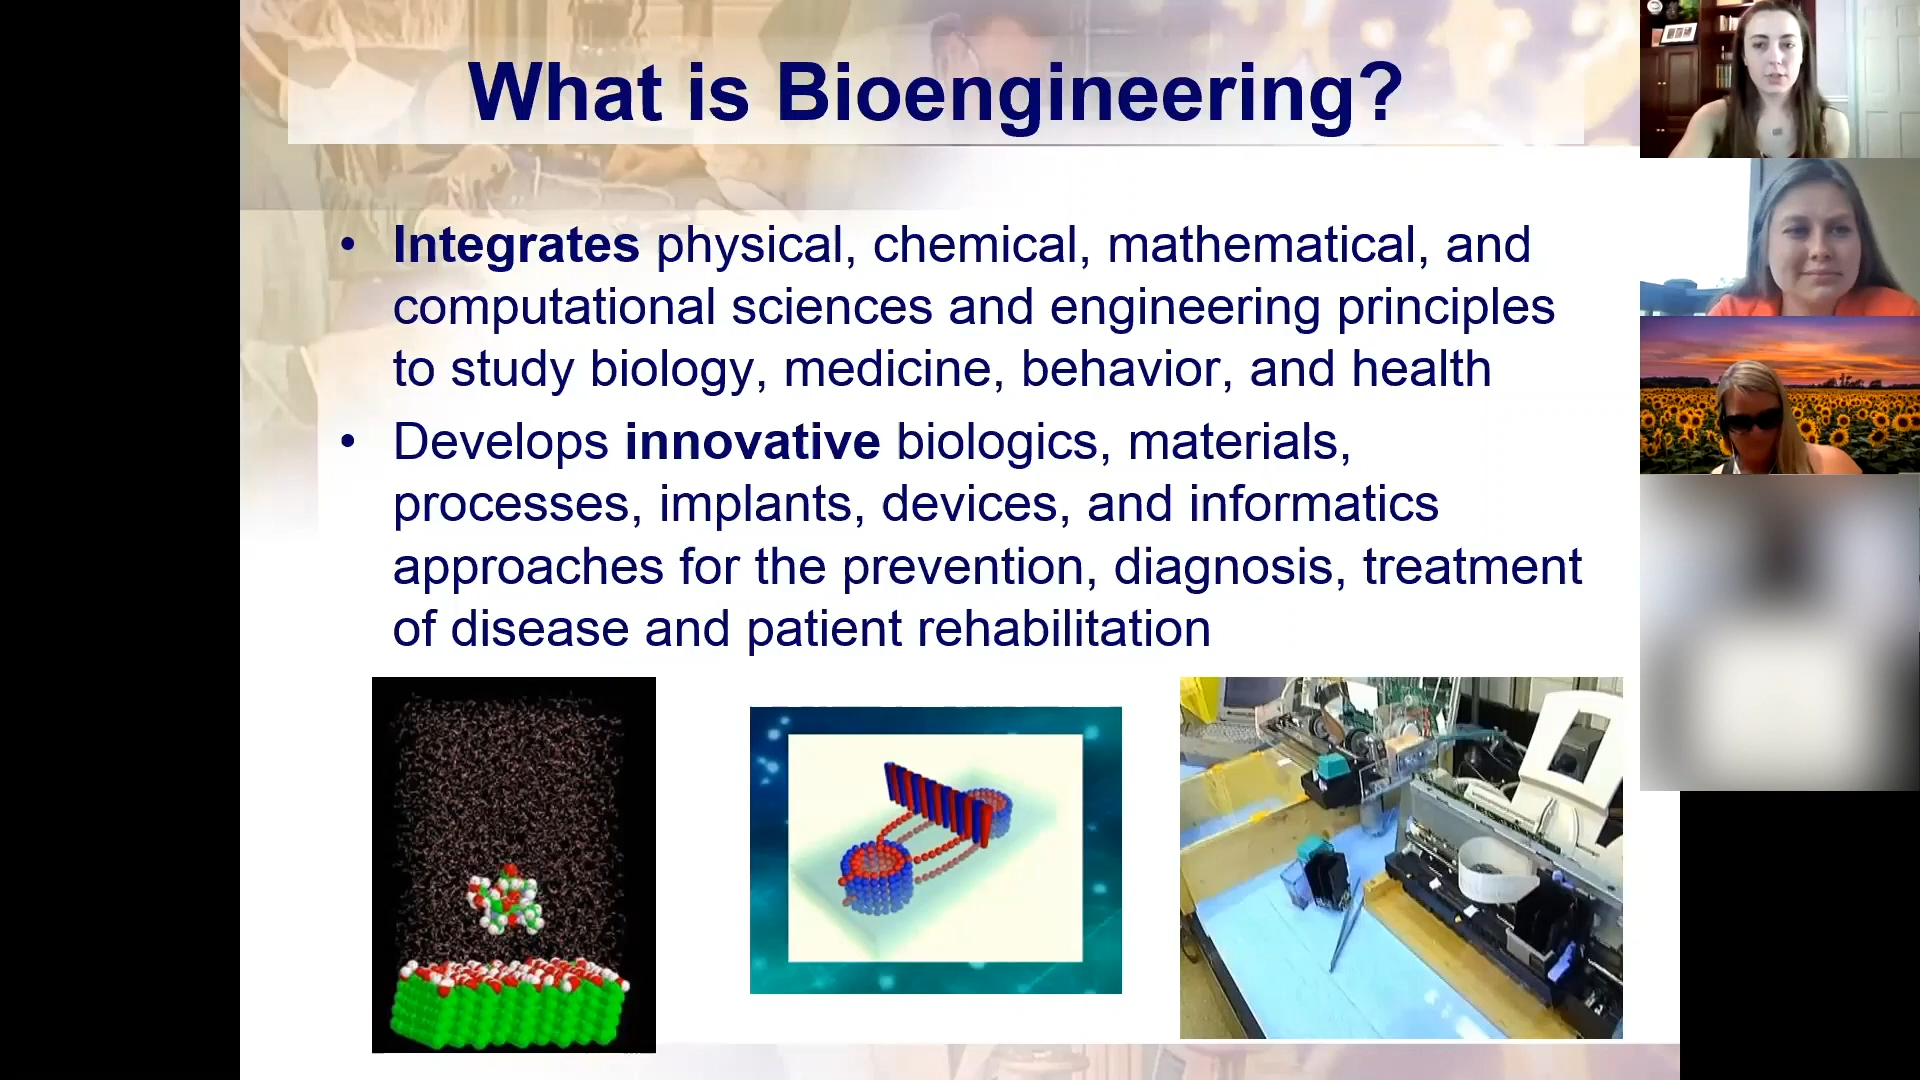 What is Bioengineering?
• Integrates physical, chemical, mathematical, and
computational sciences and engineering principles
to study biology, medicine, behavior, and health
• Develops innovative biologics, materials,
processes, implants, devices, and informatics
approaches for the prevention, diagnosis, treatment
of disease and patient rehabilitation